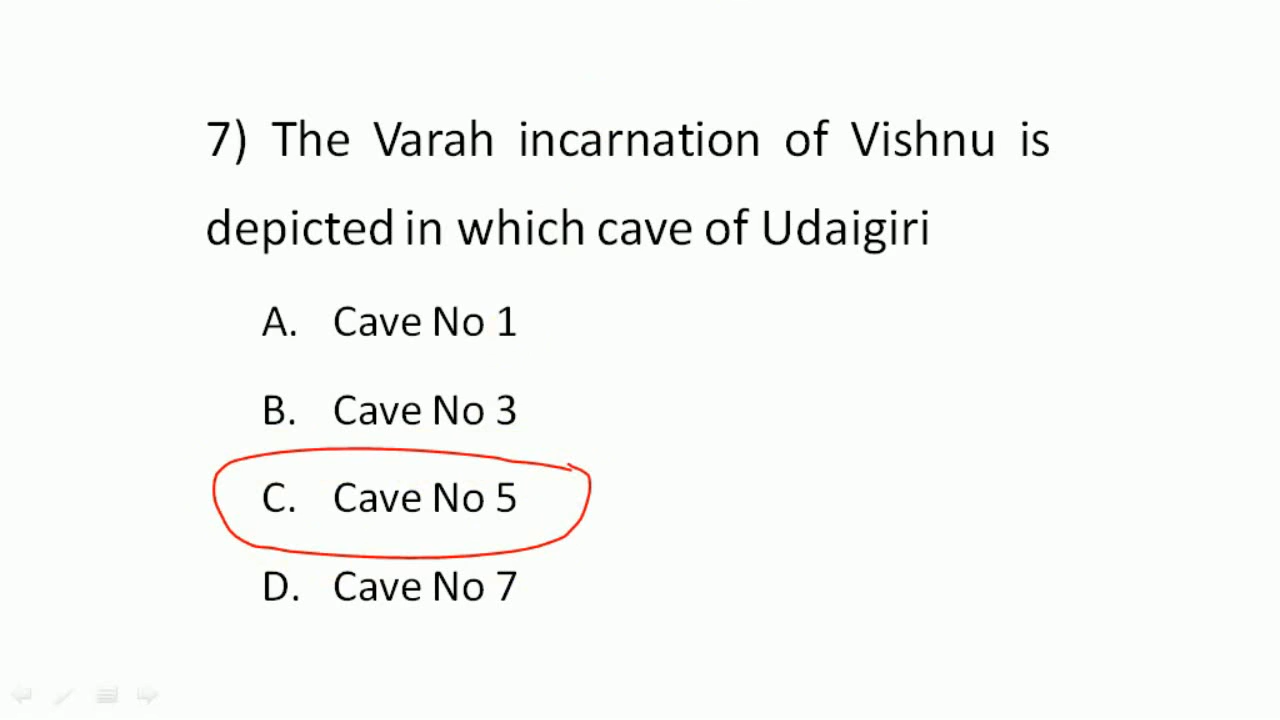 7) The Varah incarnation of Vishnu is
depicted in which cave of Udaigiri
A. Cave No 1
B. Cave No 3
C. Cave No 5
D. Cave No 7